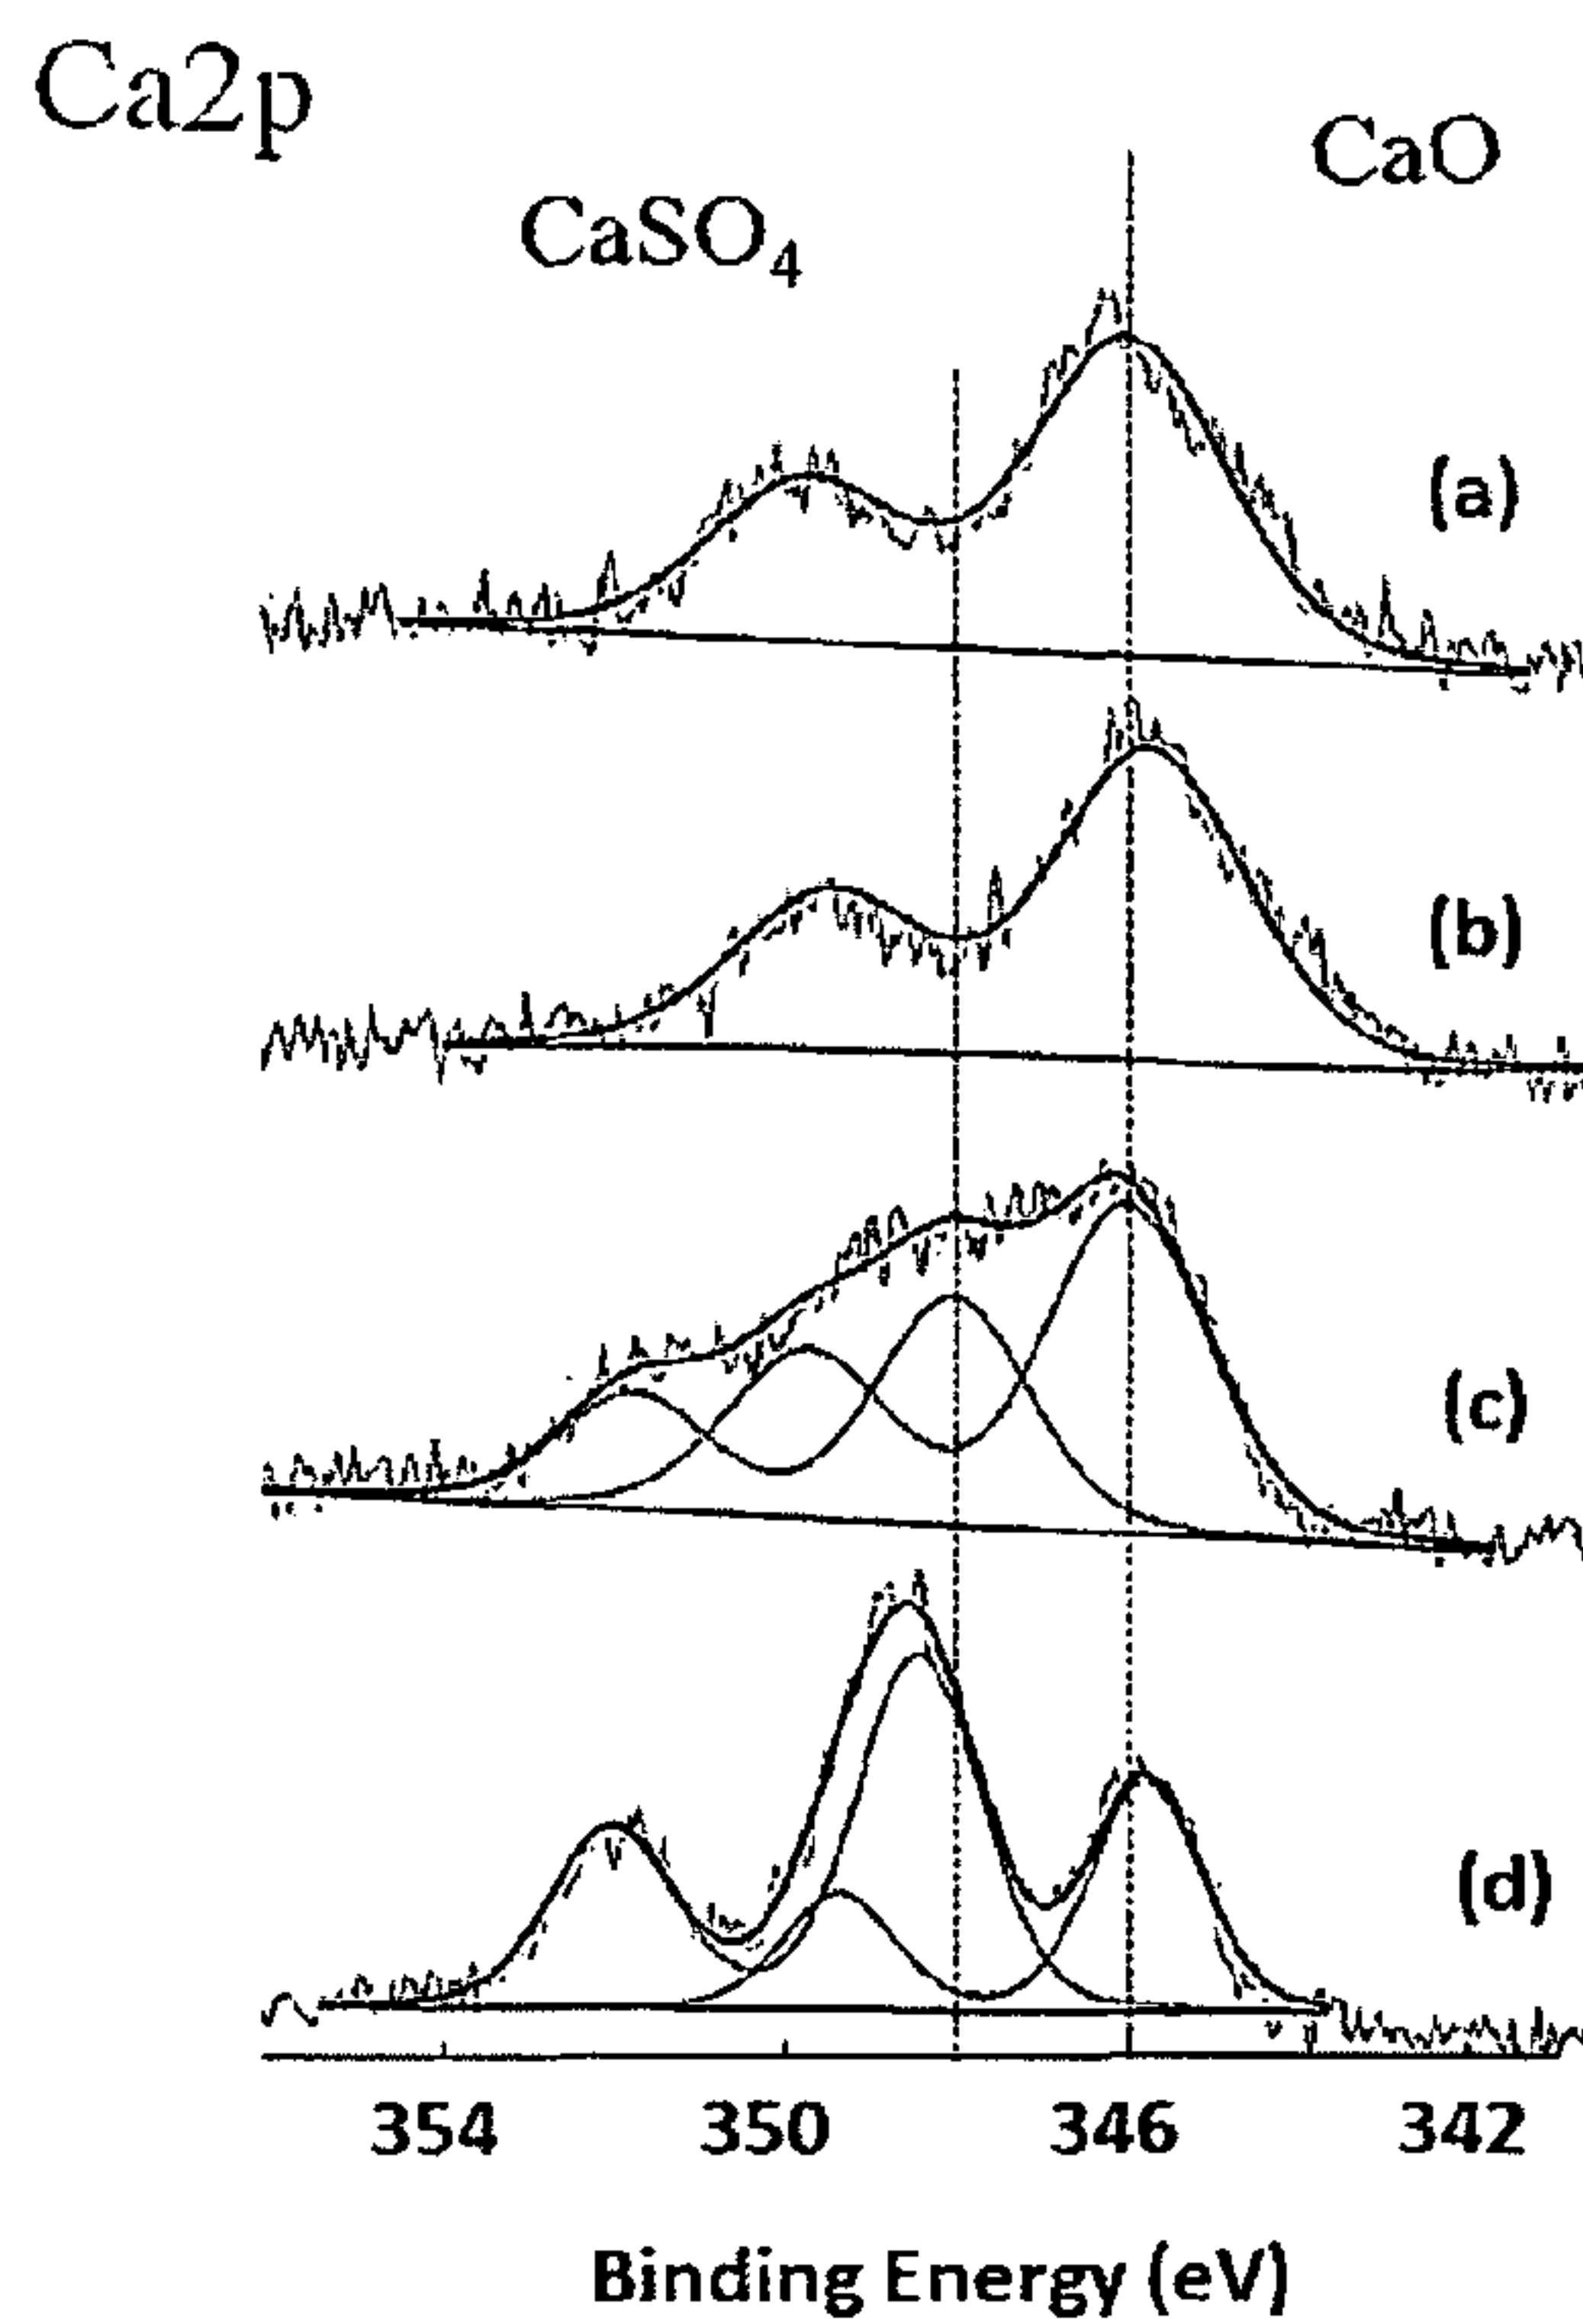 Ca2p
CaO
CaSO₄
(a)
(b)
(c)
(d)
354 350 346 342
Binding Energy (eV)